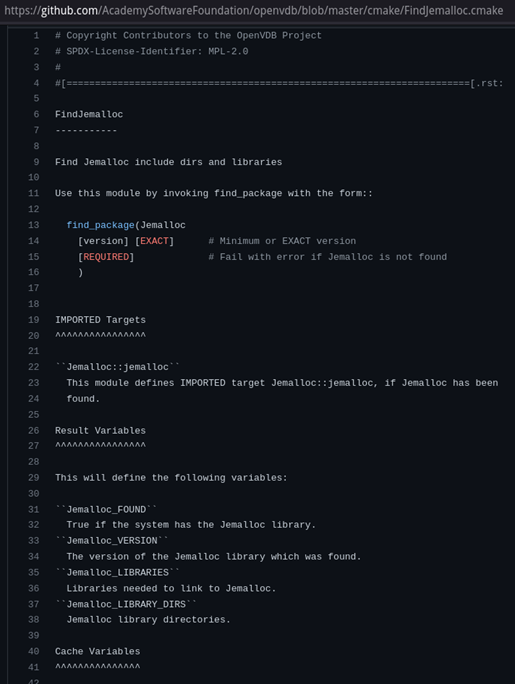 https://github.com/AcademySoftwareFoundation/openvdb/blob/master/cmake/FindJemalloc.cmake
1 # Copyright Contributors to the OpenVDB Project
2 # SPDX-License-Identifier: MPL-2.0
3 #
4 #[=======================================================================[.rst:
5
6 FindJemalloc
7 -----------
8
9 Find Jemalloc include dirs and libraries
10
11 Use this module by invoking find_package with the form::
12
13   find_package(Jemalloc
14     [version] [EXACT]      # Minimum or EXACT version
15     [REQUIRED]             # Fail with error if Jemalloc is not found
16     )
17
18
19 IMPORTED Targets
20 ^^^^^^^^^^^^^^^^
21
22 ``Jemalloc::jemalloc``
23   This module defines IMPORTED target Jemalloc::jemalloc, if Jemalloc has been
24   found.
25
26 Result Variables
27 ^^^^^^^^^^^^^^^^
28
29 This will define the following variables:
30
31 ``Jemalloc_FOUND``
32   True if the system has the Jemalloc library.
33 ``Jemalloc_VERSION``
34   The version of the Jemalloc library which was found.
35 ``Jemalloc_LIBRARIES``
36   Libraries needed to link to Jemalloc.
37 ``Jemalloc_LIBRARY_DIRS``
38   Jemalloc library directories.
39
40 Cache Variables
41 ^^^^^^^^^^^^^^^
42